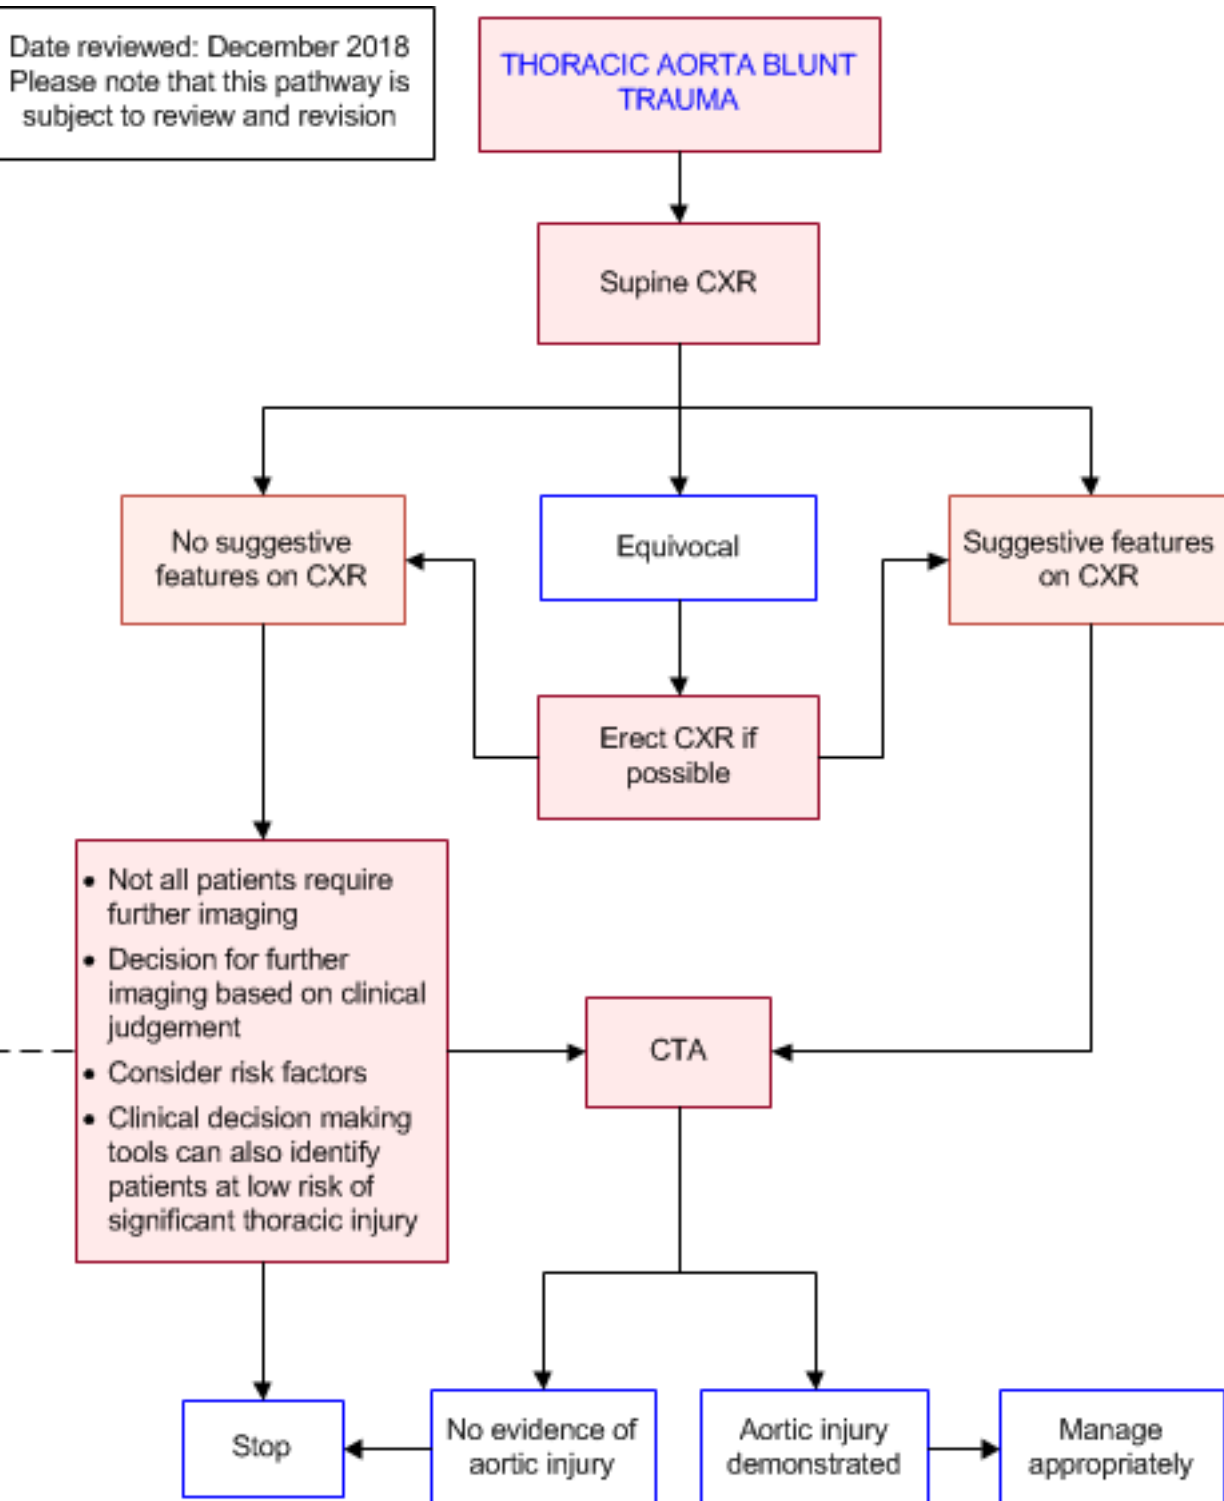 Date reviewed: December 2018
Please note that this pathway is
subject to review and revision
THORACIC AORTA BLUNT
TRAUMA
Supine CXR
No suggestive
features on CXR
Equivocal
Suggestive features
on CXR
Erect CXR if
possible
• Not all patients require
further imaging
• Decision for further
imaging based on clinical
judgement
• Consider risk factors
• Clinical decision making
tools can also identify
patients at low risk of
significant thoracic injury
CTA
Stop
No evidence of
aortic injury
Aortic injury
demonstrated
Manage
appropriately